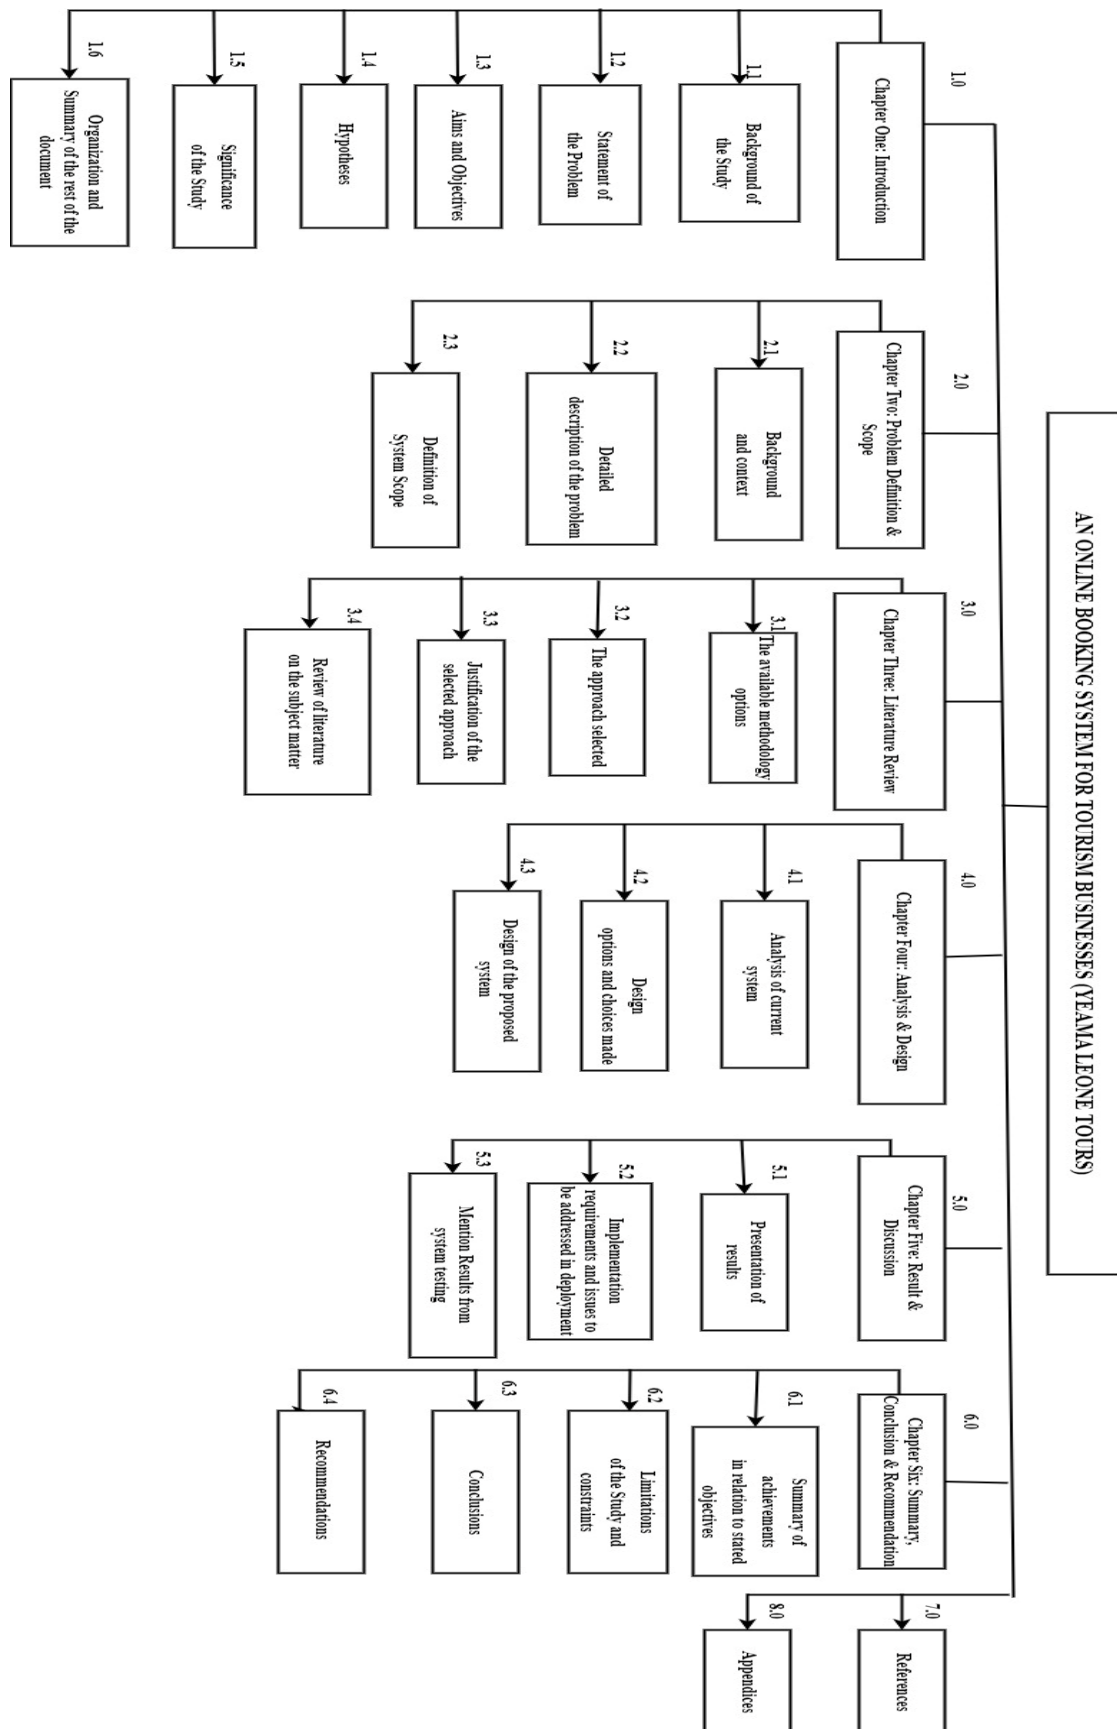 AN ONLINE BOOKING SYSTEM FOR TOURISM BUSINESSES (YEAMA LEONE TOURS)
1.0
Chapter One: Introduction
1.1
Background of
the Study
1.2
Statement of
the Problem
1.3
Aims and Objectives
1.4
Hypotheses
1.5
Significance
of the Study
1.6
Organization and
Summary of the rest of the
document
2.0
Chapter Two: Problem Definition &
Scope
2.1
Background
and context
2.2
Detailed
description of the problem
2.3
Definition of
System Scope
3.0
Chapter Three: Literature Review
3.1
The available methodology
options
3.2
The approach selected
3.3
Justification of the
selected approach
3.4
Review of literature
on the subject matter
4.0
Chapter Four: Analysis & Design
4.1
Analysis of current
system
4.2
Design
options and choices made
4.3
Design of the proposed
system
5.0
Chapter Five: Result &
Discussion
5.1
Presentation of
results
5.2
Implementation
requirements and issues to
be addressed in deployment
5.3
Mention Results from
system testing
6.0
Chapter Six: Summary,
Conclusion & Recommendation
6.1
Summary of
achievements
in relation to stated
objectives
6.2
Limitations
of the Study and
constraints
6.3
Conclusions
6.4
Recommendations
7.0
References
8.0
Appendices